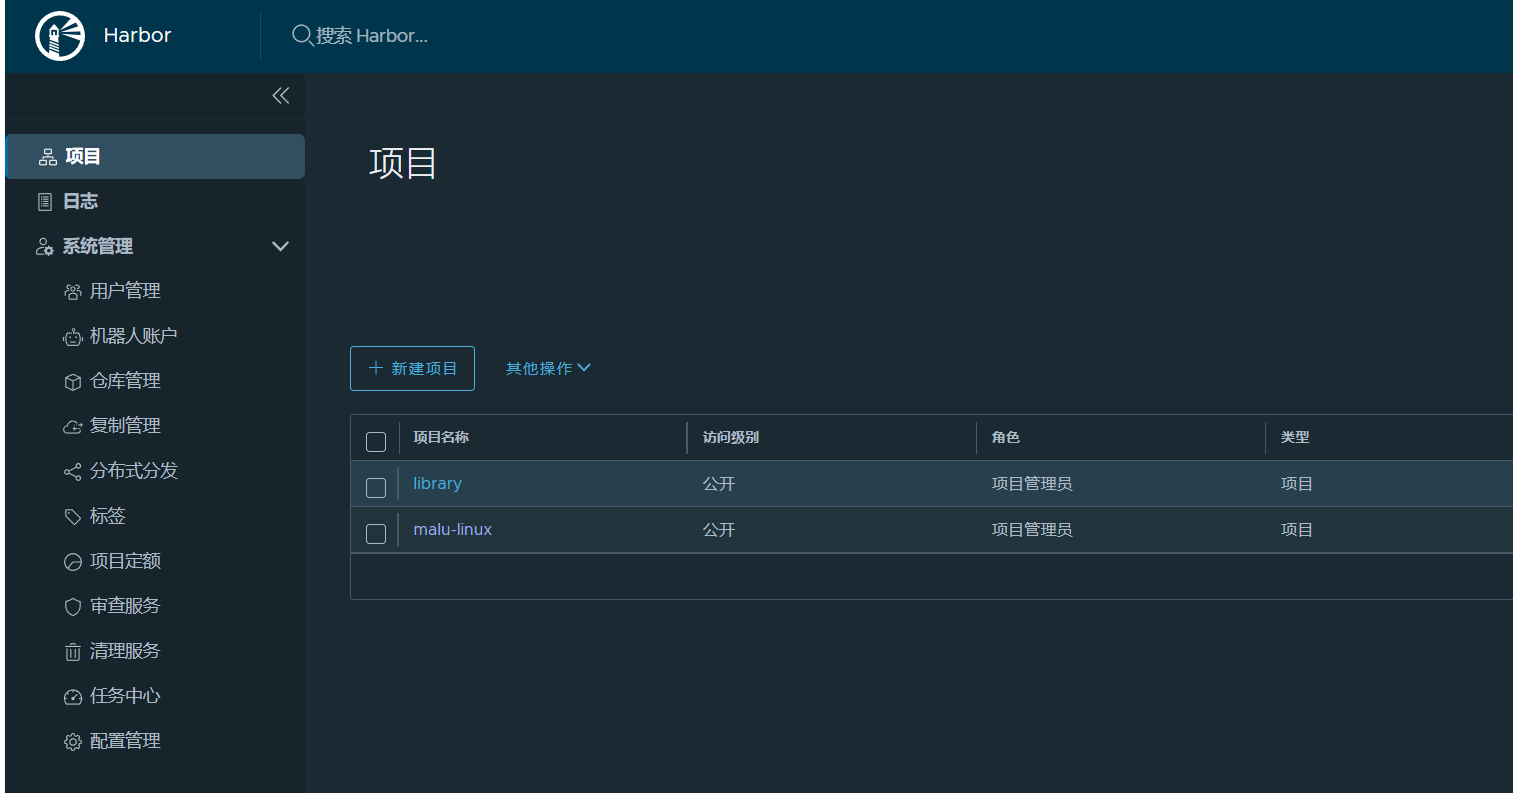 Harbor
搜索 Harbor...
项目
日志
系统管理
用户管理
机器人账户
仓库管理
复制管理
分布式分发
标签
项目定额
审查服务
清理服务
任务中心
配置管理
项目
新建项目 其他操作
项目名称 访问级别 角色 类型
library 公开 项目管理员 项目
malu-linux 公开 项目管理员 项目